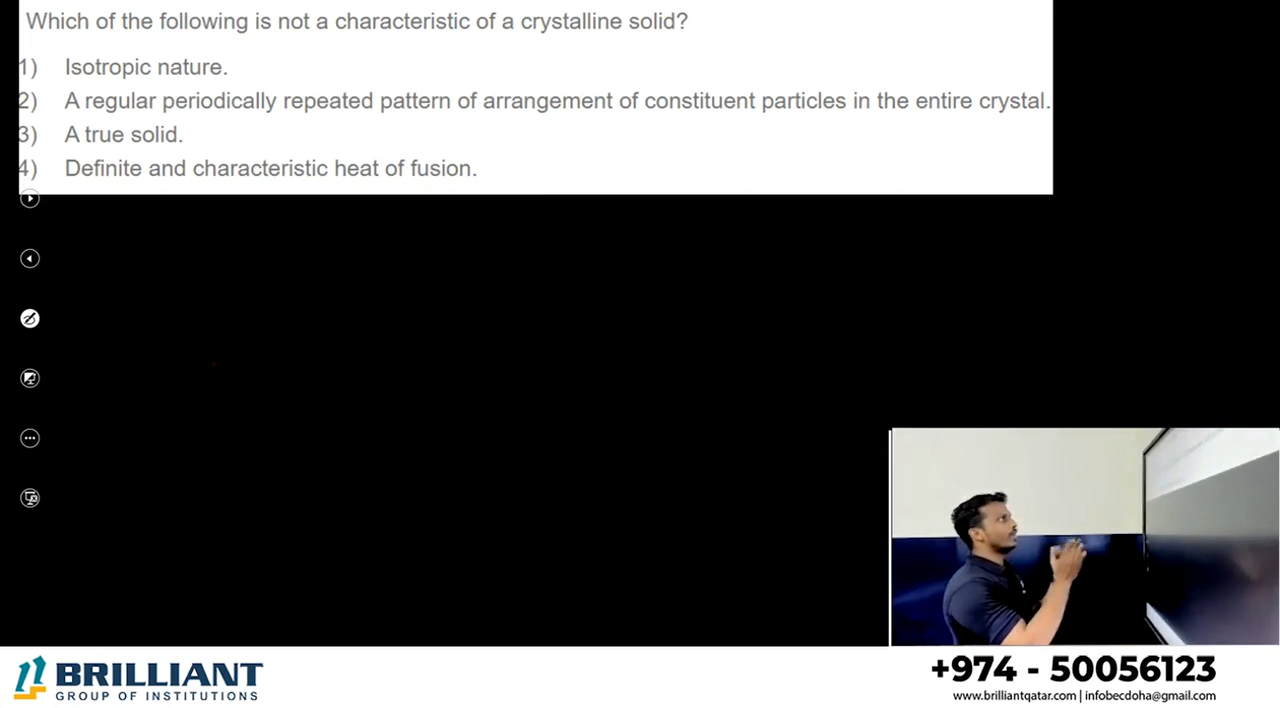 Which of the following is not a characteristic of a crystalline solid?
1) Isotropic nature.
2) A regular periodically repeated pattern of arrangement of constituent particles in the entire crystal.
3) A true solid.
4) Definite and characteristic heat of fusion.
BRILLIANT
GROUP OF INSTITUTIONS
+974 - 50056123
www.brilliantqatar.com | infobecdoha@gmail.com